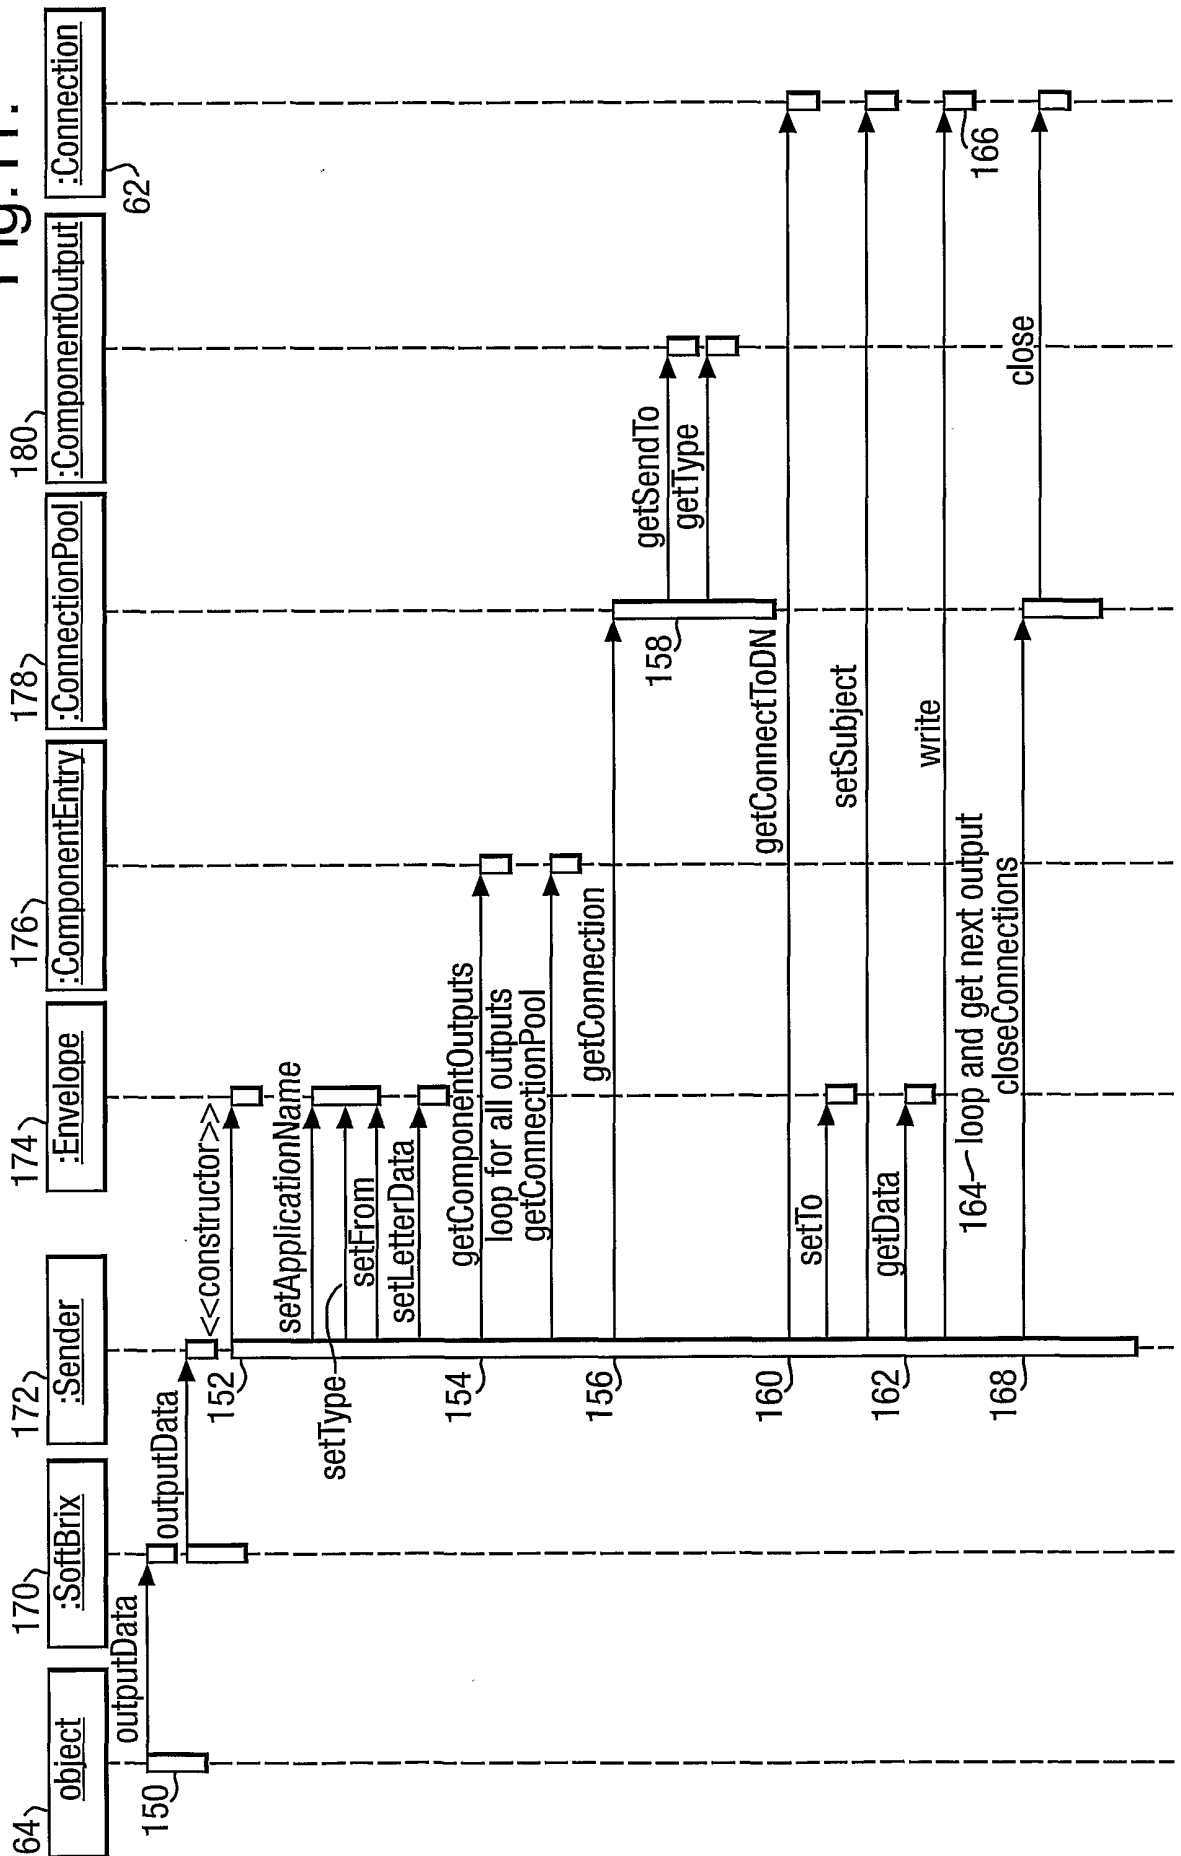 Fig.11.
64
object
170
:SoftBrix
172
:Sender
174
:Envelope
176
:ComponentEntry
178
:ConnectionPool
180
:ComponentOutput
:Connection
62
150
outputData
outputData
152
<<constructor>>
setApplicationName
setType
setFrom
setLetterData
154
getComponentOutputs
loop for all outputs
getConnectionPool
156
getConnection
158
getSendTo
getType
160
getConnectToDN
setTo
setSubject
162
getData
write
166
164
loop and get next output
168
closeConnections
close